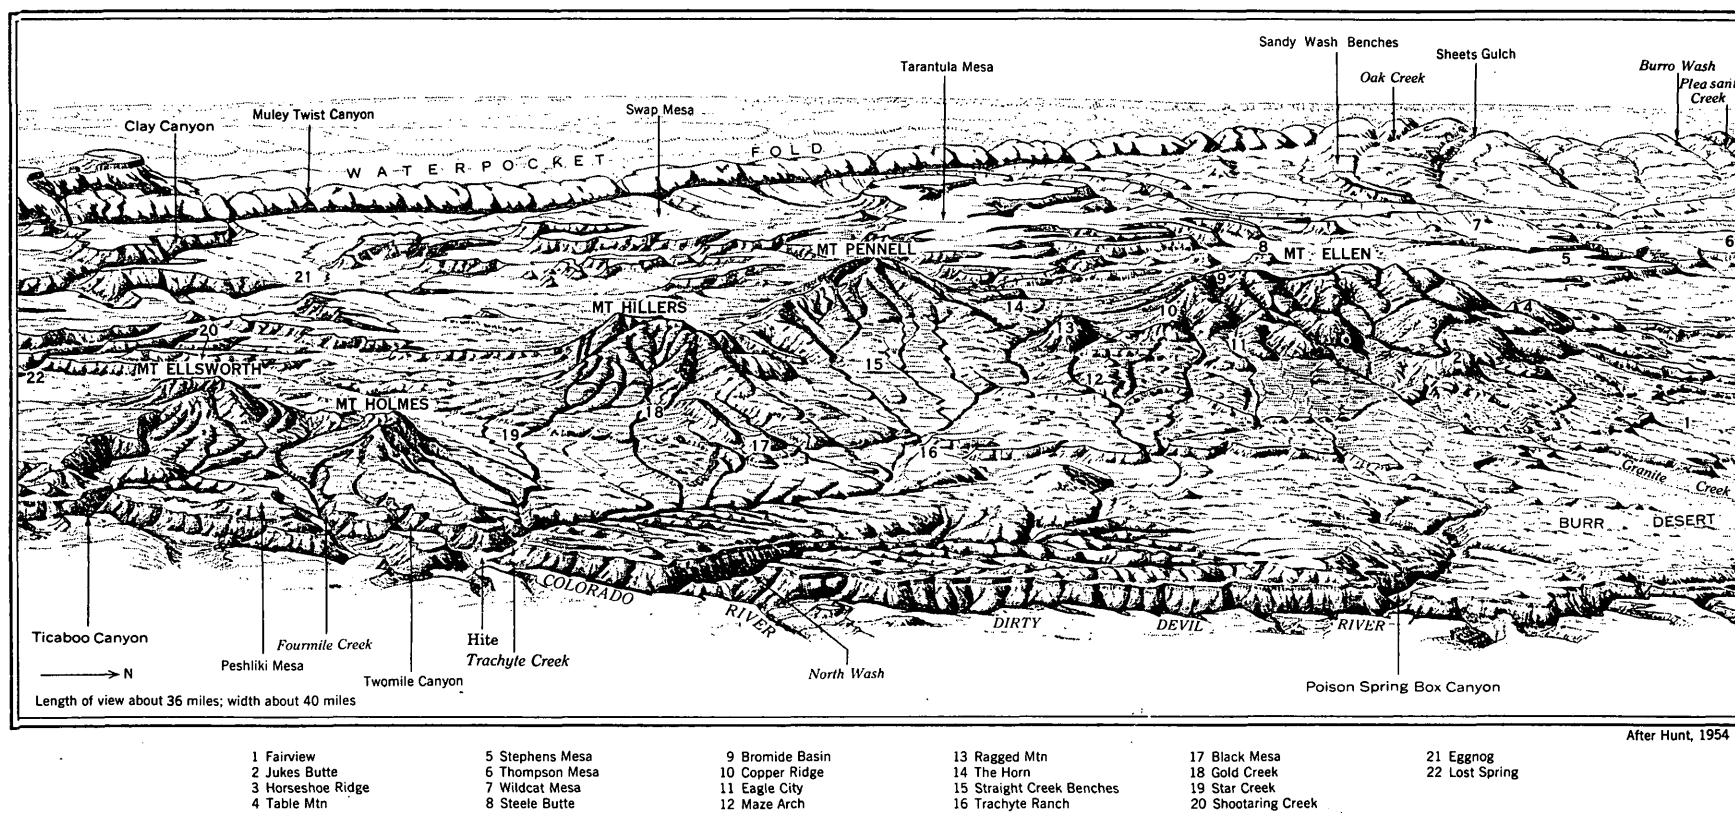 Sandy Wash Benches
Sheets Gulch
Tarantula Mesa
Oak Creek
Burro Wash
Pleasant
Creek
Swap Mesa
Muley Twist Canyon
Clay Canyon
WATERPOCKET FOLD
7
6
8
MT PENNELL
MT ELLEN
5
21
9
14
MT HILLERS
10
14
4
13
20
11
MT ELLSWORTH
15
2
22
12
MT HOLMES
18
1
19
17
16
Granite Creek
BURR DESERT
COLORADO RIVER
DIRTY DEVIL RIVER
Ticaboo Canyon
Fourmile Creek
Hite
Trachyte Creek
Peshliki Mesa
North Wash
Twomile Canyon
Poison Spring Box Canyon
N
Length of view about 36 miles; width about 40 miles
After Hunt, 1954
1 Fairview
2 Jukes Butte
3 Horseshoe Ridge
4 Table Mtn
5 Stephens Mesa
6 Thompson Mesa
7 Wildcat Mesa
8 Steele Butte
9 Bromide Basin
10 Copper Ridge
11 Eagle City
12 Maze Arch
13 Ragged Mtn
14 The Horn
15 Straight Creek Benches
16 Trachyte Ranch
17 Black Mesa
18 Gold Creek
19 Star Creek
20 Shootaring Creek
21 Eggnog
22 Lost Spring